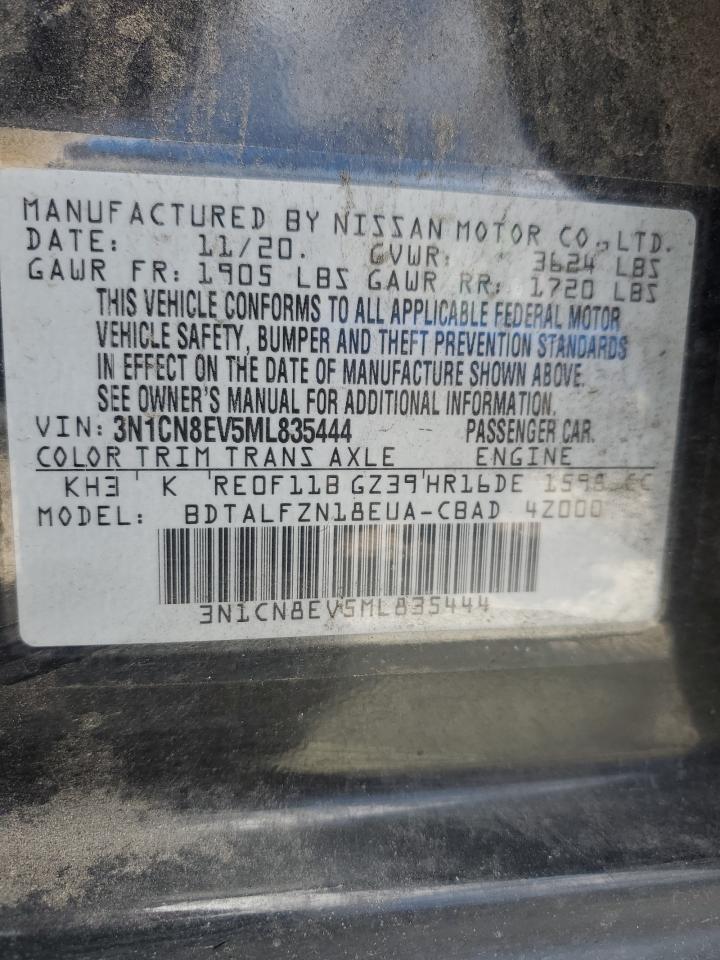 MANUFACTURED BY NISSAN MOTOR CO.,LTD.
DATE: 11/20. GVWR: 3624 LBS
GAWR FR: 1905 LBS GAWR RR: 1720 LBS
THIS VEHICLE CONFORMS TO ALL APPLICABLE FEDERAL MOTOR
VEHICLE SAFETY, BUMPER AND THEFT PREVENTION STANDARDS
IN EFFECT ON THE DATE OF MANUFACTURE SHOWN ABOVE.
SEE OWNER'S MANUAL FOR ADDITIONAL INFORMATION.
VIN: 3N1CN8EV5ML835444 PASSENGER CAR.
COLOR TRIM TRANS AXLE ENGINE
KH3 K RE0F11B GZ39 HR16DE 1598 CC
MODEL: BDTALFZN18EUA-CBAD 4Z000
3N1CN8EV5ML835444